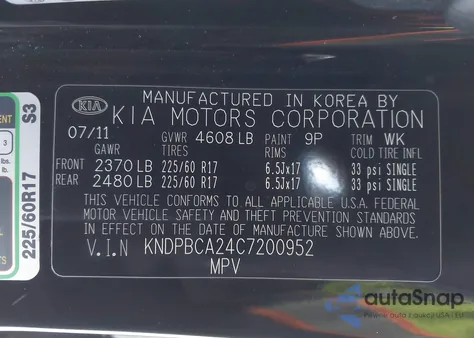 MANUFACTURED IN KOREA BY
KIA
KIA MOTORS CORPORATION
07/11 GVWR 4608 LB PAINT 9P TRIM WK
GAWR TIRES RIMS COLD TIRE INFL
FRONT 2370 LB 225/60 R17 6.5Jx17 33 psi SINGLE
REAR 2480 LB 225/60 R17 6.5Jx17 33 psi SINGLE
THIS VEHICLE CONFORMS TO ALL APPLICABLE U.S.A. FEDERAL
MOTOR VEHICLE SAFETY AND THEFT PREVENTION STANDARDS
IN EFFECT ON THE DATE OF MANUFACTURE SHOWN ABOVE.
V.I.N KNDPBCA24C7200952
MPV
S3
225/60R17
3
lbs.
autoSnap